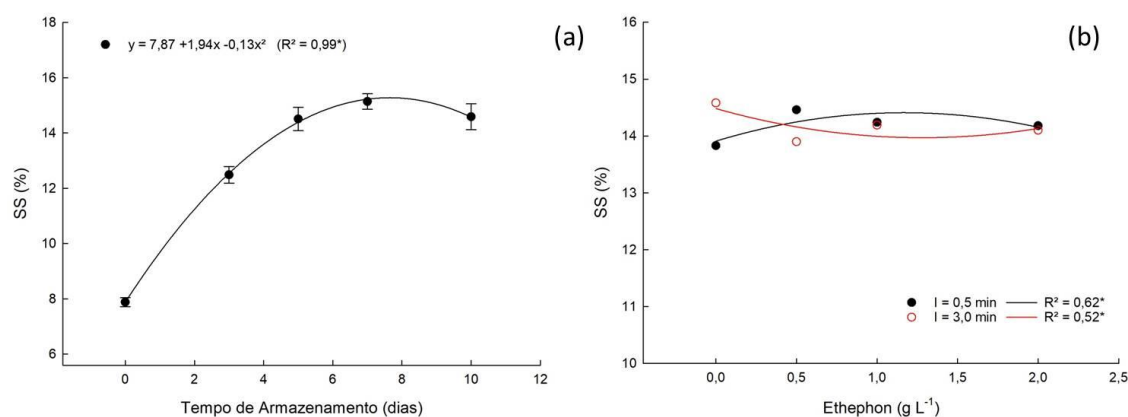 (a)
y = 7,87 +1,94x -0,13x² (R² = 0,99*)
SS (%)
18
16
14
12
10
8
6
0 2 4 6 8 10 12
Tempo de Armazenamento (dias)
(b)
SS (%)
16
15
14
13
12
11
10
I = 0,5 min R² = 0,62*
I = 3,0 min R² = 0,52*
0,0 0,5 1,0 1,5 2,0 2,5
Ethephon (g L⁻¹)